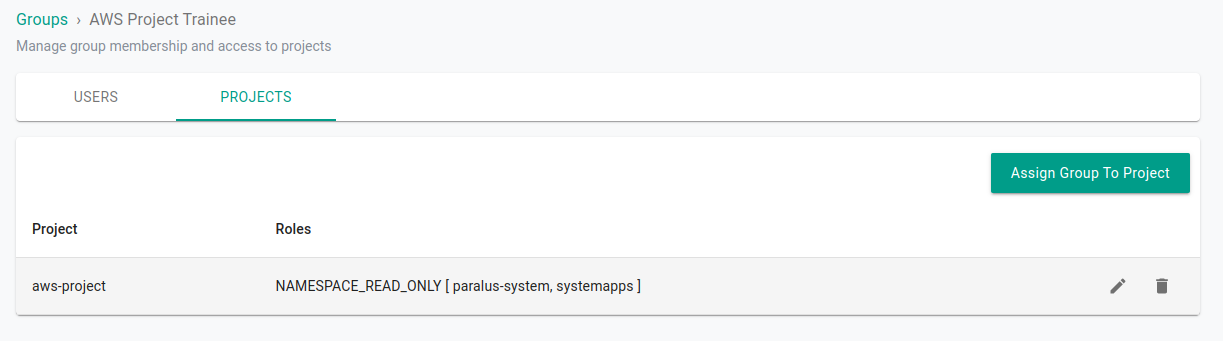 Groups › AWS Project Trainee
Manage group membership and access to projects
USERS PROJECTS
Assign Group To Project
Project Roles
aws-project NAMESPACE_READ_ONLY [ paralus-system, systemapps ]